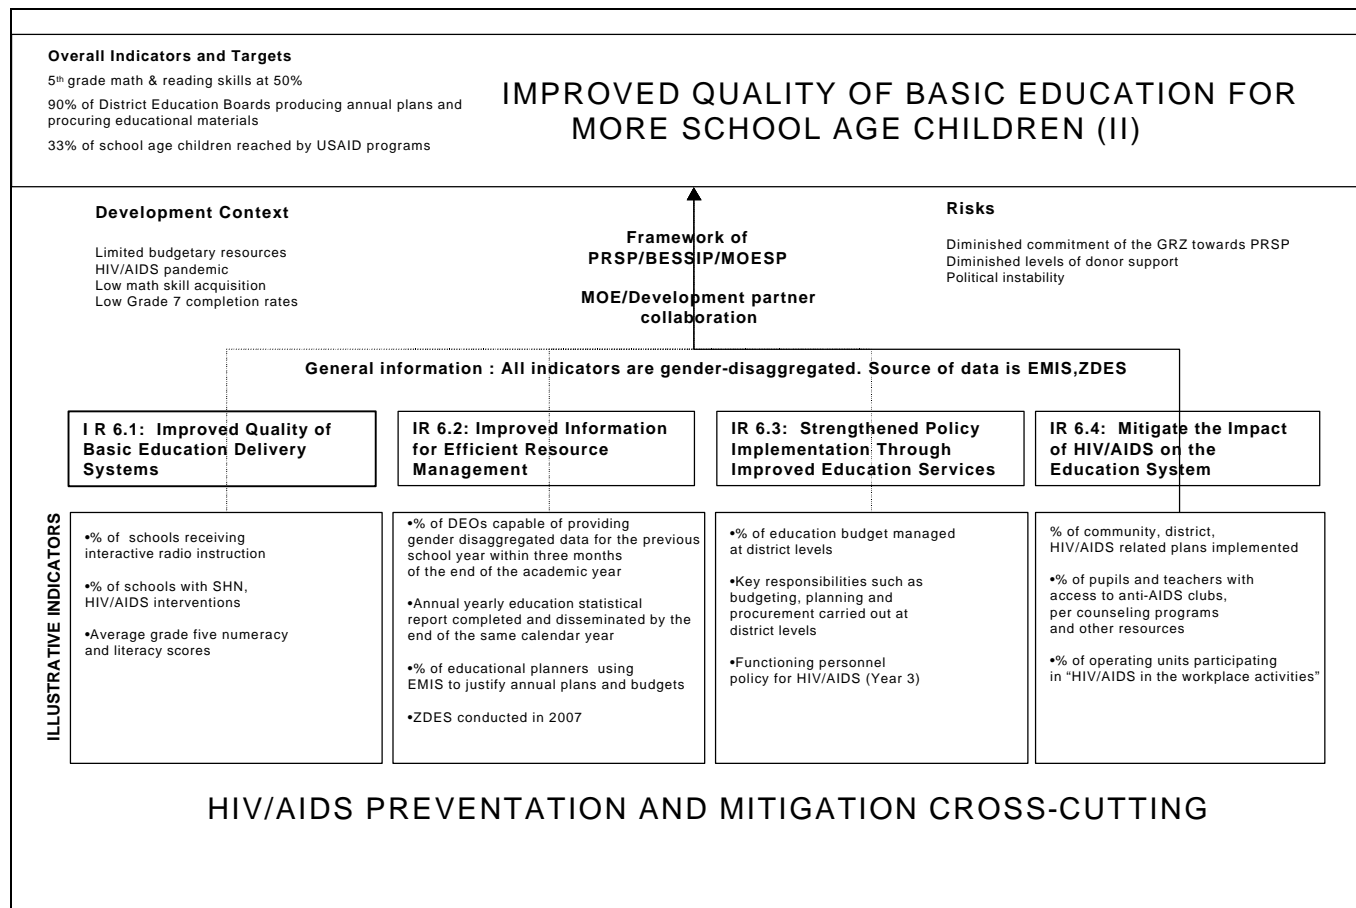 Overall Indicators and Targets
5th grade math & reading skills at 50%
90% of District Education Boards producing annual plans and
procuring educational materials
33% of school age children reached by USAID programs
IMPROVED QUALITY OF BASIC EDUCATION FOR
MORE SCHOOL AGE CHILDREN (II)
Development Context
Limited budgetary resources
HIV/AIDS pandemic
Low math skill acquisition
Low Grade 7 completion rates
Framework of
PRSP/BESSIP/MOESP
MOE/Development partner
collaboration
Risks
Diminished commitment of the GRZ towards PRSP
Diminished levels of donor support
Political instability
General information : All indicators are gender-disaggregated. Source of data is EMIS,ZDES
I R 6.1: Improved Quality of
Basic Education Delivery
Systems
IR 6.2: Improved Information
for Efficient Resource
Management
IR 6.3: Strengthened Policy
Implementation Through
Improved Education Services
IR 6.4: Mitigate the Impact
of HIV/AIDS on the
Education System
ILLUSTRATIVE INDICATORS
•% of schools receiving
interactive radio instruction
•% of schools with SHN,
HIV/AIDS interventions
•Average grade five numeracy
and literacy scores
•% of DEOs capable of providing
gender disaggregated data for the previous
school year within three months
of the end of the academic year
•Annual yearly education statistical
report completed and disseminated by the
end of the same calendar year
•% of educational planners using
EMIS to justify annual plans and budgets
•ZDES conducted in 2007
•% of education budget managed
at district levels
•Key responsibilities such as
budgeting, planning and
procurement carried out at
district levels
•Functioning personnel
policy for HIV/AIDS (Year 3)
% of community, district,
HIV/AIDS related plans implemented
•% of pupils and teachers with
access to anti-AIDS clubs,
per counseling programs
and other resources
•% of operating units participating
in “HIV/AIDS in the workplace activities”
HIV/AIDS PREVENTATION AND MITIGATION CROSS-CUTTING